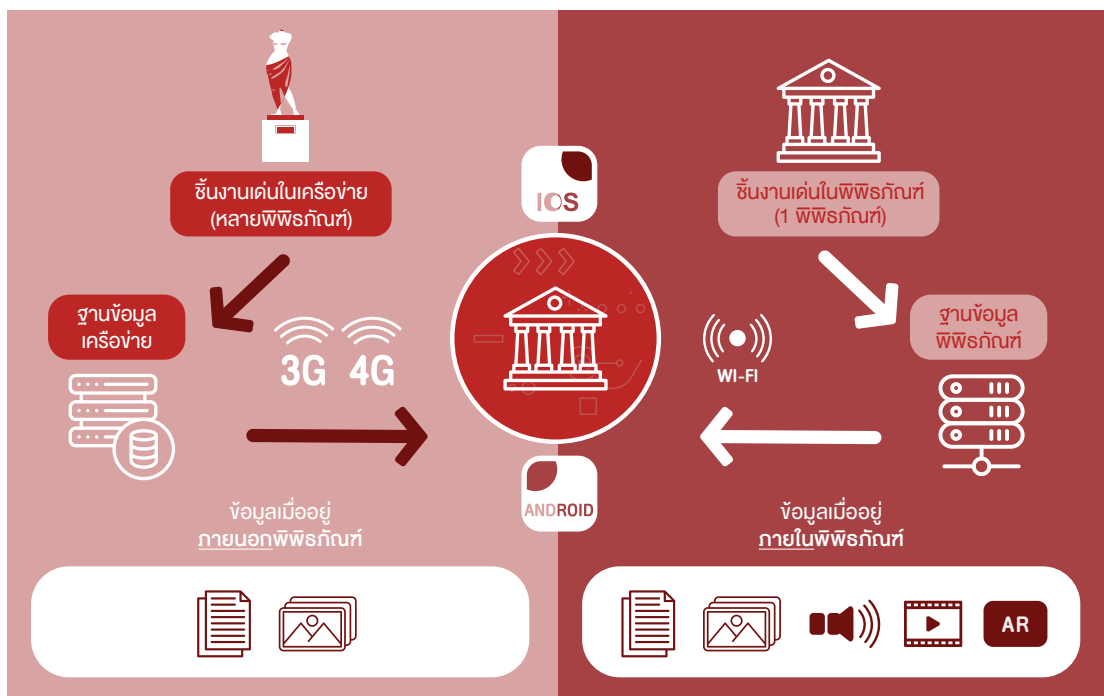 ชิ้นงานเด่นในเครือข่าย
(หลายพิพิธภัณฑ์)
ฐานข้อมูล
เครือข่าย
3G 4G
ข้อมูลเมื่ออยู่
ภายนอกพิพิธภัณฑ์
IOS
ANDROID
ชิ้นงานเด่นในพิพิธภัณฑ์
(1 พิพิธภัณฑ์)
WI-FI
ฐานข้อมูล
พิพิธภัณฑ์
ข้อมูลเมื่ออยู่
ภายในพิพิธภัณฑ์
AR